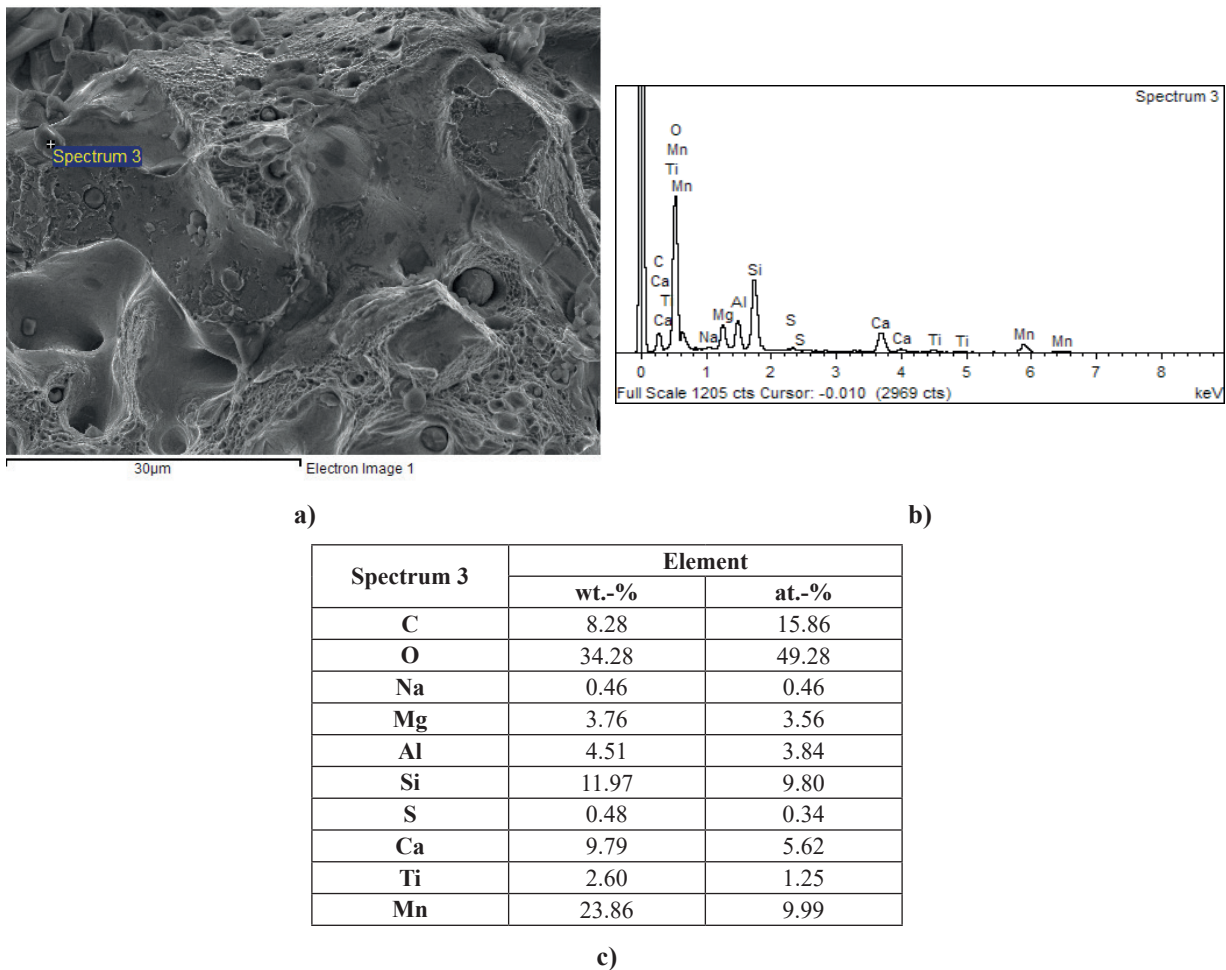 Spectrum 3
30µm
Electron Image 1
Spectrum 3
O
Mn
Ti
Mn
C
Ca
Ti
Ca
Na
Mg
Al
Si
S
S
Ca
Ca
Ti
Ti
Mn
Mn
0 1 2 3 4 5 6 7 8
Full Scale 1205 cts Cursor: -0.010 (2969 cts) keV
a)
b)
Spectrum 3 Element
wt.-% at.-%
C 8.28 15.86
O 34.28 49.28
Na 0.46 0.46
Mg 3.76 3.56
Al 4.51 3.84
Si 11.97 9.80
S 0.48 0.34
Ca 9.79 5.62
Ti 2.60 1.25
Mn 23.86 9.99
c)